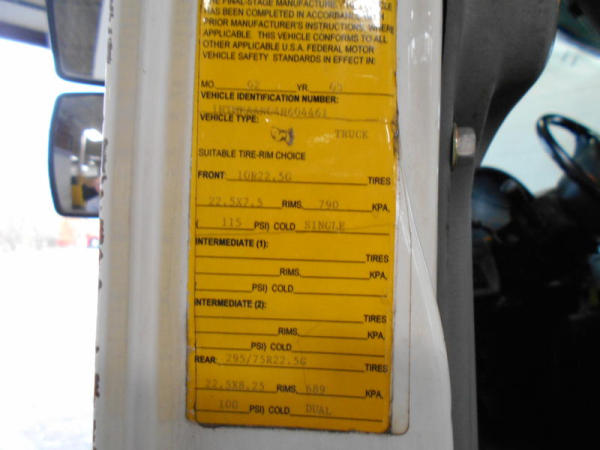 THE FINAL-STAGE MANUFACTURE
HAS BEEN COMPLETED IN ACCORDANCE WITH
PRIOR MANUFACTURER'S INSTRUCTIONS, WHERE
APPLICABLE. THIS VEHICLE CONFORMS TO ALL
OTHER APPLICABLE U.S.A. FEDERAL MOTOR
VEHICLE SAFETY STANDARDS IN EFFECT IN:
MO. 02 YR.
VEHICLE IDENTIFICATION NUMBER:
VEHICLE TYPE: TRUCK
SUITABLE TIRE-RIM CHOICE
FRONT: 10R22.5G TIRES
22.5X7.5 RIMS, 790 KPA,
( 115 PSI) COLD SINGLE
INTERMEDIATE (1):
TIRES
RIMS, KPA,
PSI) COLD
INTERMEDIATE (2):
TIRES
RIMS, KPA,
PSI) COLD
REAR: 295/75R22.5G TIRES
22.5X8.25 RIMS, 689 KPA,
100 PSI) COLD DUAL